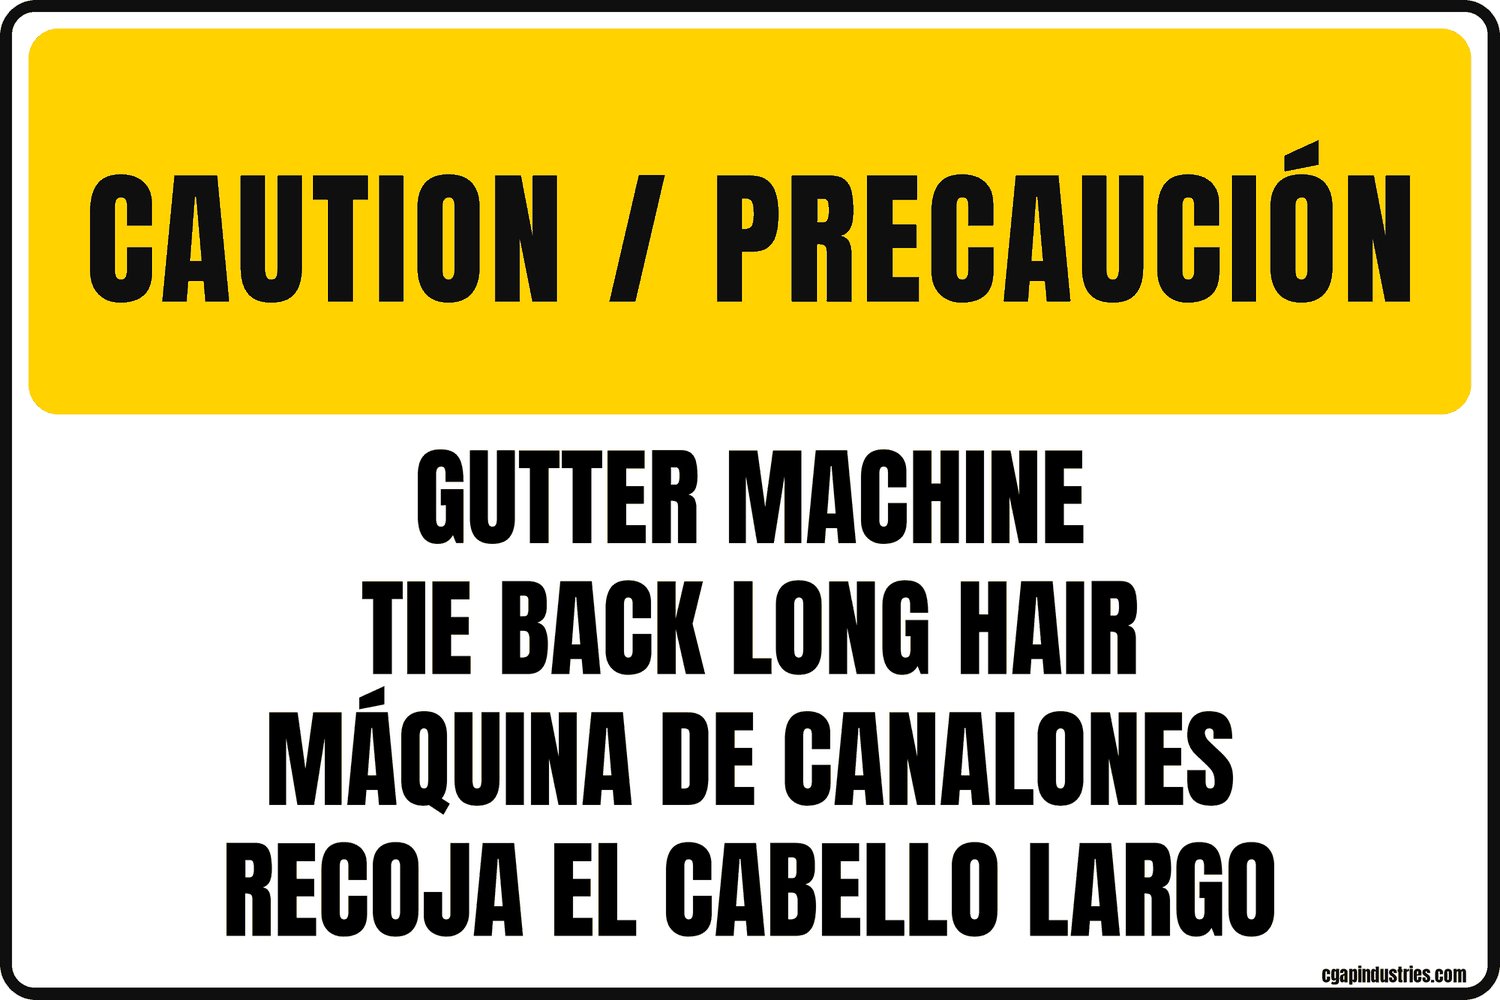 CAUTION / PRECAUCIÓN
GUTTER MACHINE
TIE BACK LONG HAIR
MÁQUINA DE CANALONES
RECOJA EL CABELLO LARGO
cgapindustries.com